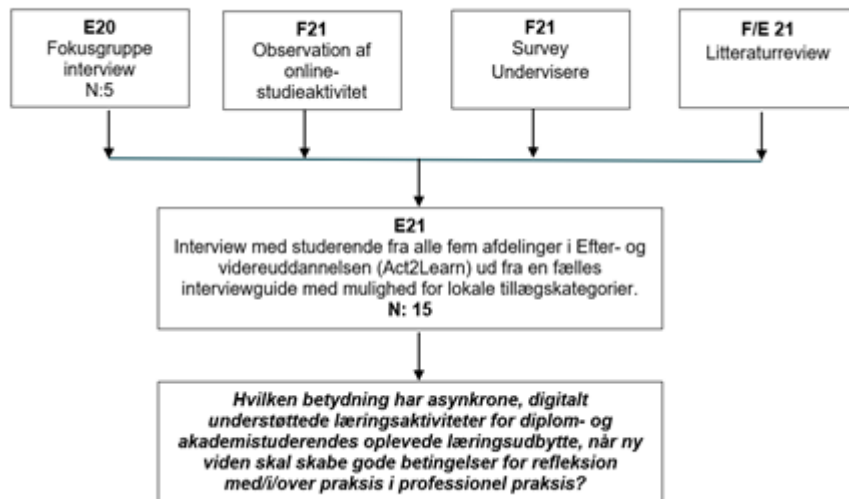 E20
Fokusgruppe
interview
N:5
F21
Observation af
online-
studieaktivitet
F21
Survey
Undervisere
F/E 21
Litteraturreview
E21
Interview med studerende fra alle fem afdelinger i Efter- og
videreuddannelsen (Act2Learn) ud fra en fælles
interviewguide med mulighed for lokale tillægskategorier.
N: 15
Hvilken betydning har asynkrone, digitalt
understøttede læringsaktiviteter for diplom- og
akademistuderendes oplevede læringsudbytte, når ny
viden skal skabe gode betingelser for refleksion
med/i/over praksis i professionel praksis?